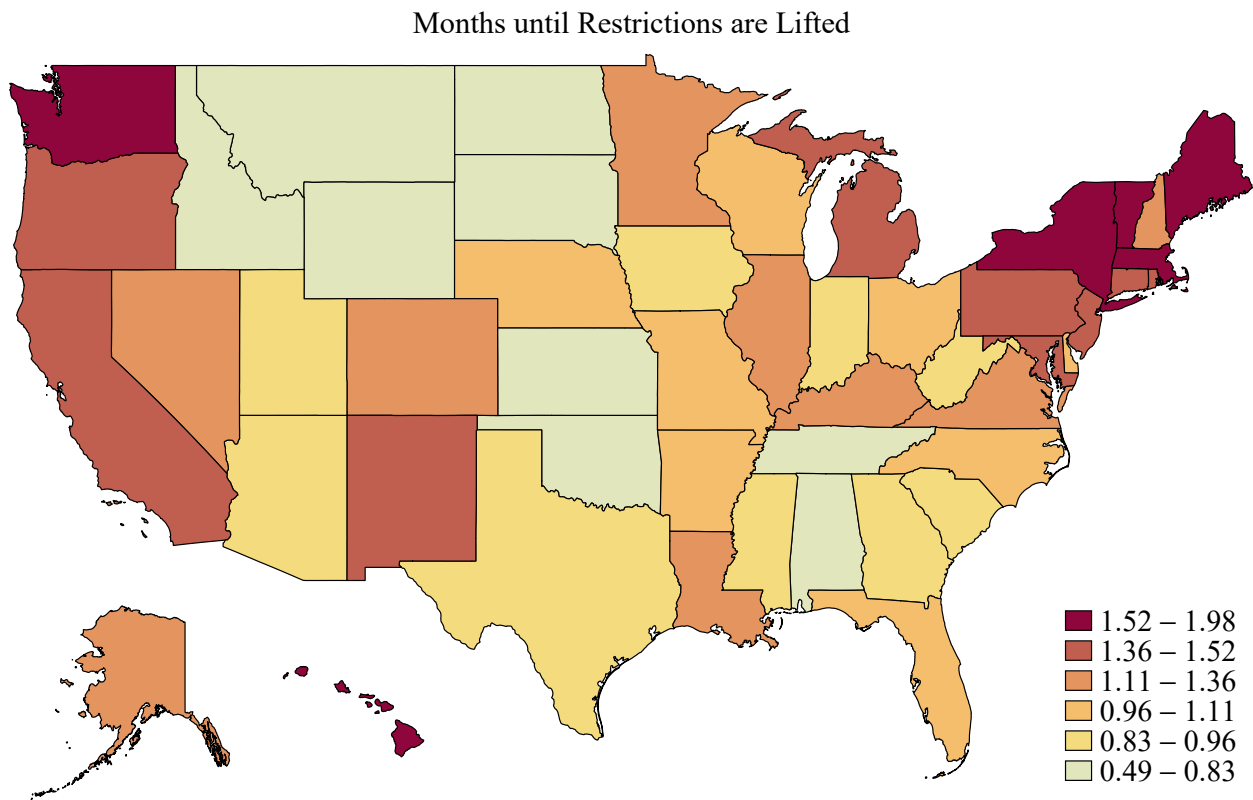 Months until Restrictions are Lifted
1.52 – 1.98
1.36 – 1.52
1.11 – 1.36
0.96 – 1.11
0.83 – 0.96
0.49 – 0.83